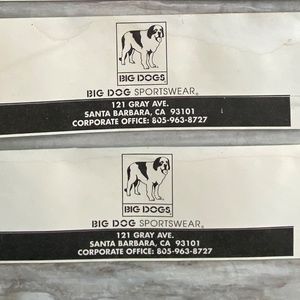 BIG DOGS
BIG DOG SPORTSWEAR®
121 GRAY AVE.
SANTA BARBARA, CA 93101
CORPORATE OFFICE: 805-963-8727
BIG DOGS
BIG DOG SPORTSWEAR®
121 GRAY AVE.
SANTA BARBARA, CA 93101
CORPORATE OFFICE: 805-963-8727